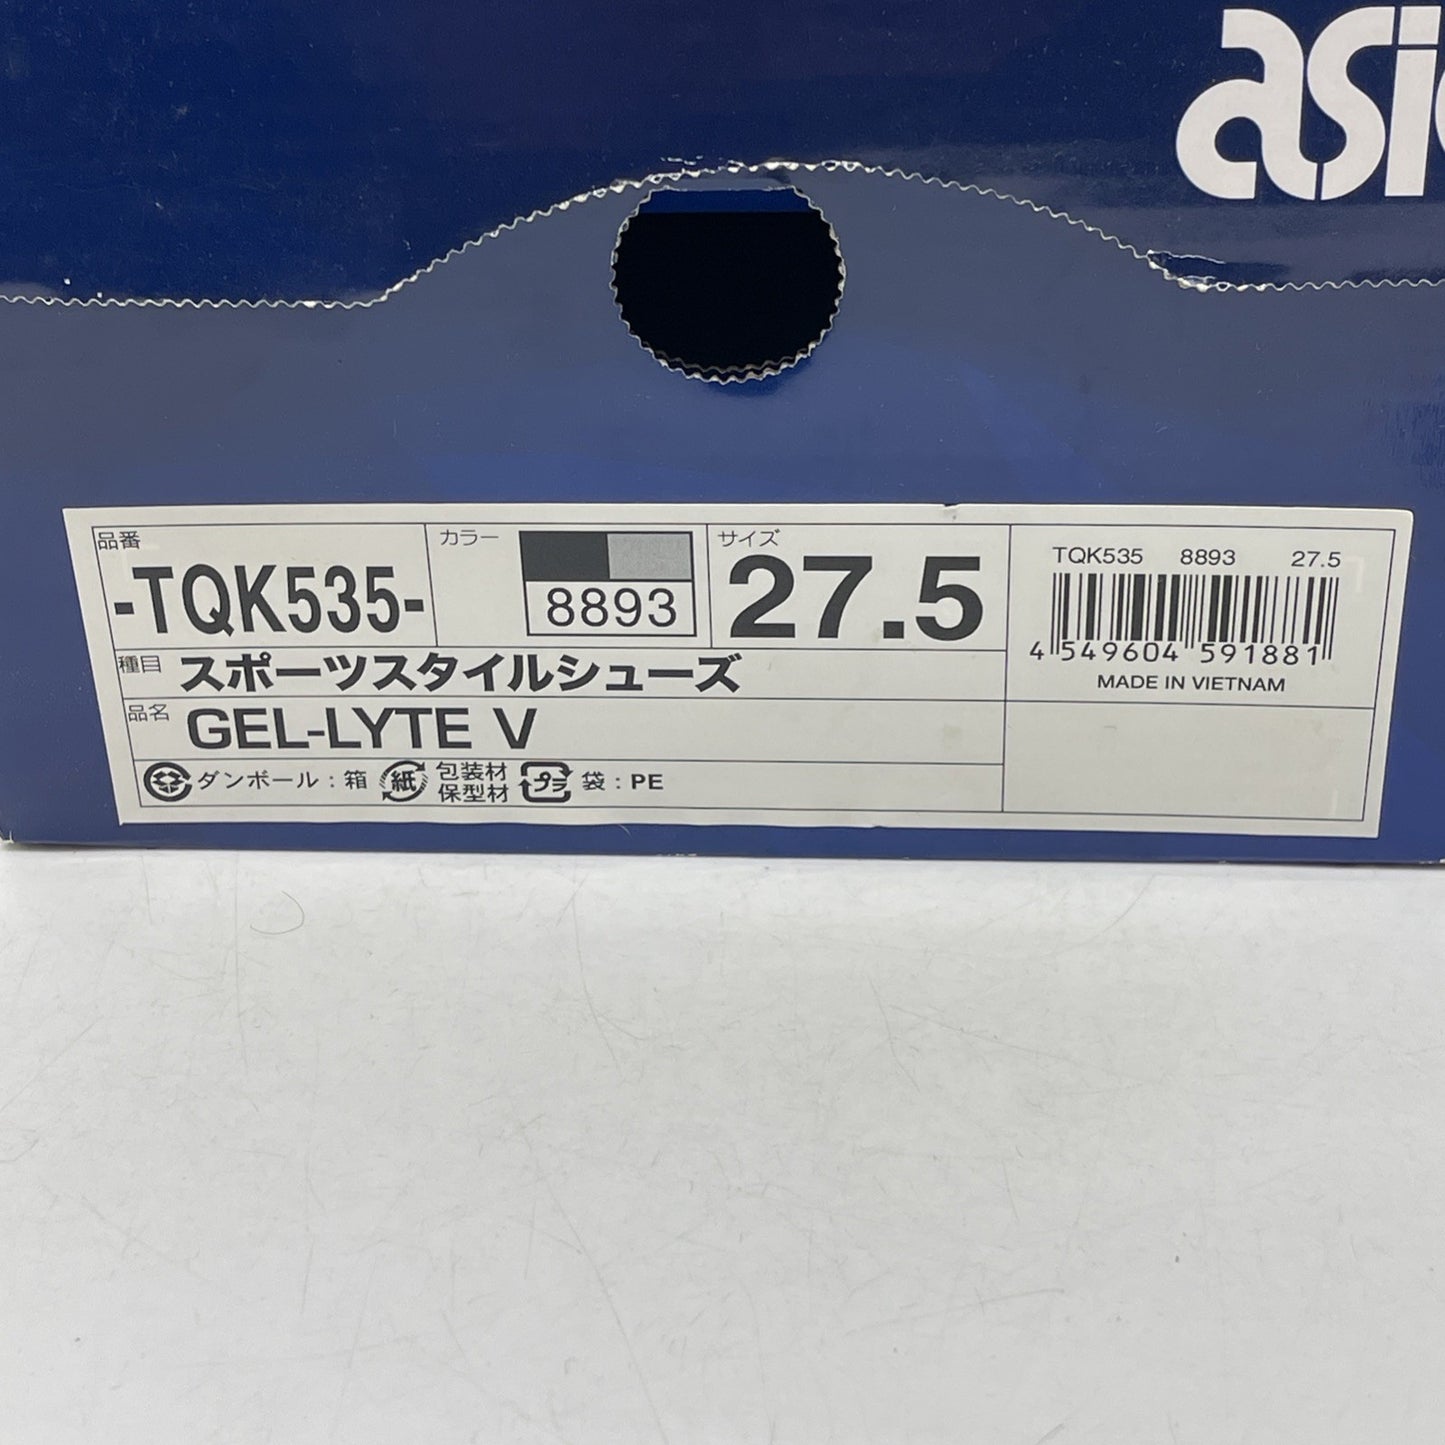 asic
品番
-TQK535-
カラー
8893
サイズ
27.5
TQK535 8893 27.5
4 549604 591881
MADE IN VIETNAM
種目 スポーツスタイルシューズ
品名 GEL-LYTE V
ダンボール：箱 紙 包装材 保型材 プラ 袋：PE